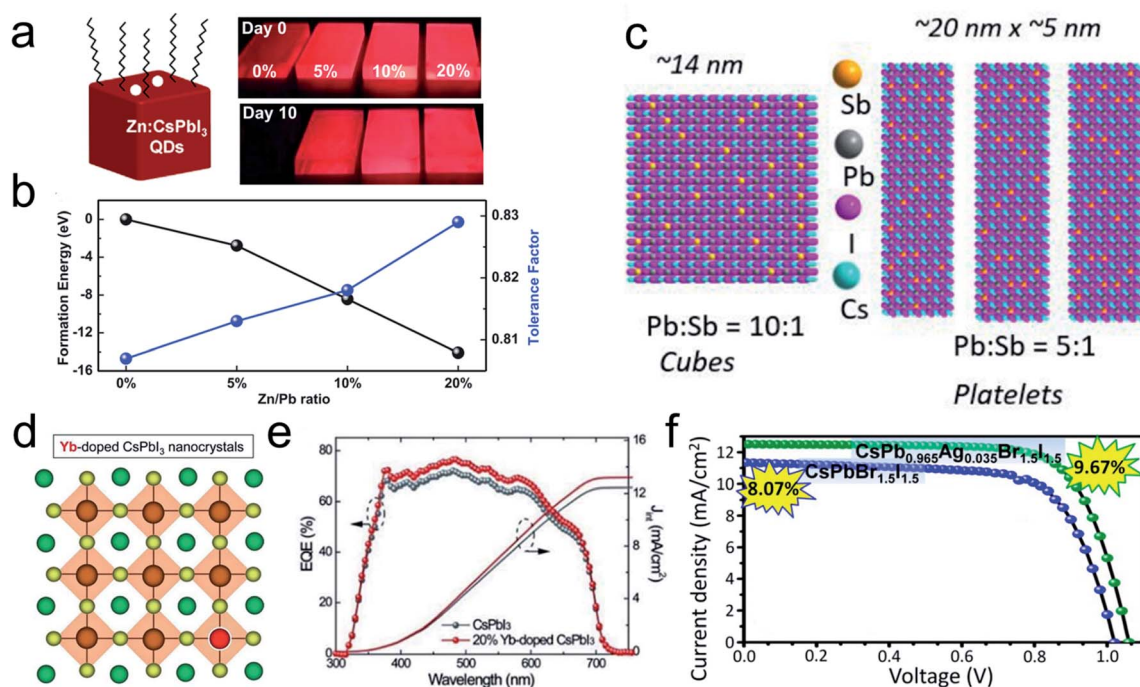 a
Zn:CsPbI₃
QDs
Day 0
0% 5% 10% 20%
Day 10
b
Formation Energy (eV)
0
-4
-8
-12
-16
0.83
0.82
0.81
Tolerance Factor
0% 5% 10% 20%
Zn/Pb ratio
c
~14 nm
~20 nm x ~5 nm
Sb
Pb
I
Cs
Pb:Sb = 10:1
Cubes
Pb:Sb = 5:1
Platelets
d
Yb-doped CsPbI₃ nanocrystals
e
EQE (%)
80
60
40
20
0
16
12
8
4
0
J_int (mA/cm²)
CsPbI₃
20% Yb-doped CsPbI₃
300 400 500 600 700
Wavelength (nm)
f
Current density (mA/cm²)
12
10
8
6
4
2
0
CsPb₀.₉₆₅Ag₀.₀₃₅Br₁.₅I₁.₅
CsPbBr₁.₅I₁.₅
8.07%
9.67%
0.0 0.2 0.4 0.6 0.8 1.0
Voltage (V)